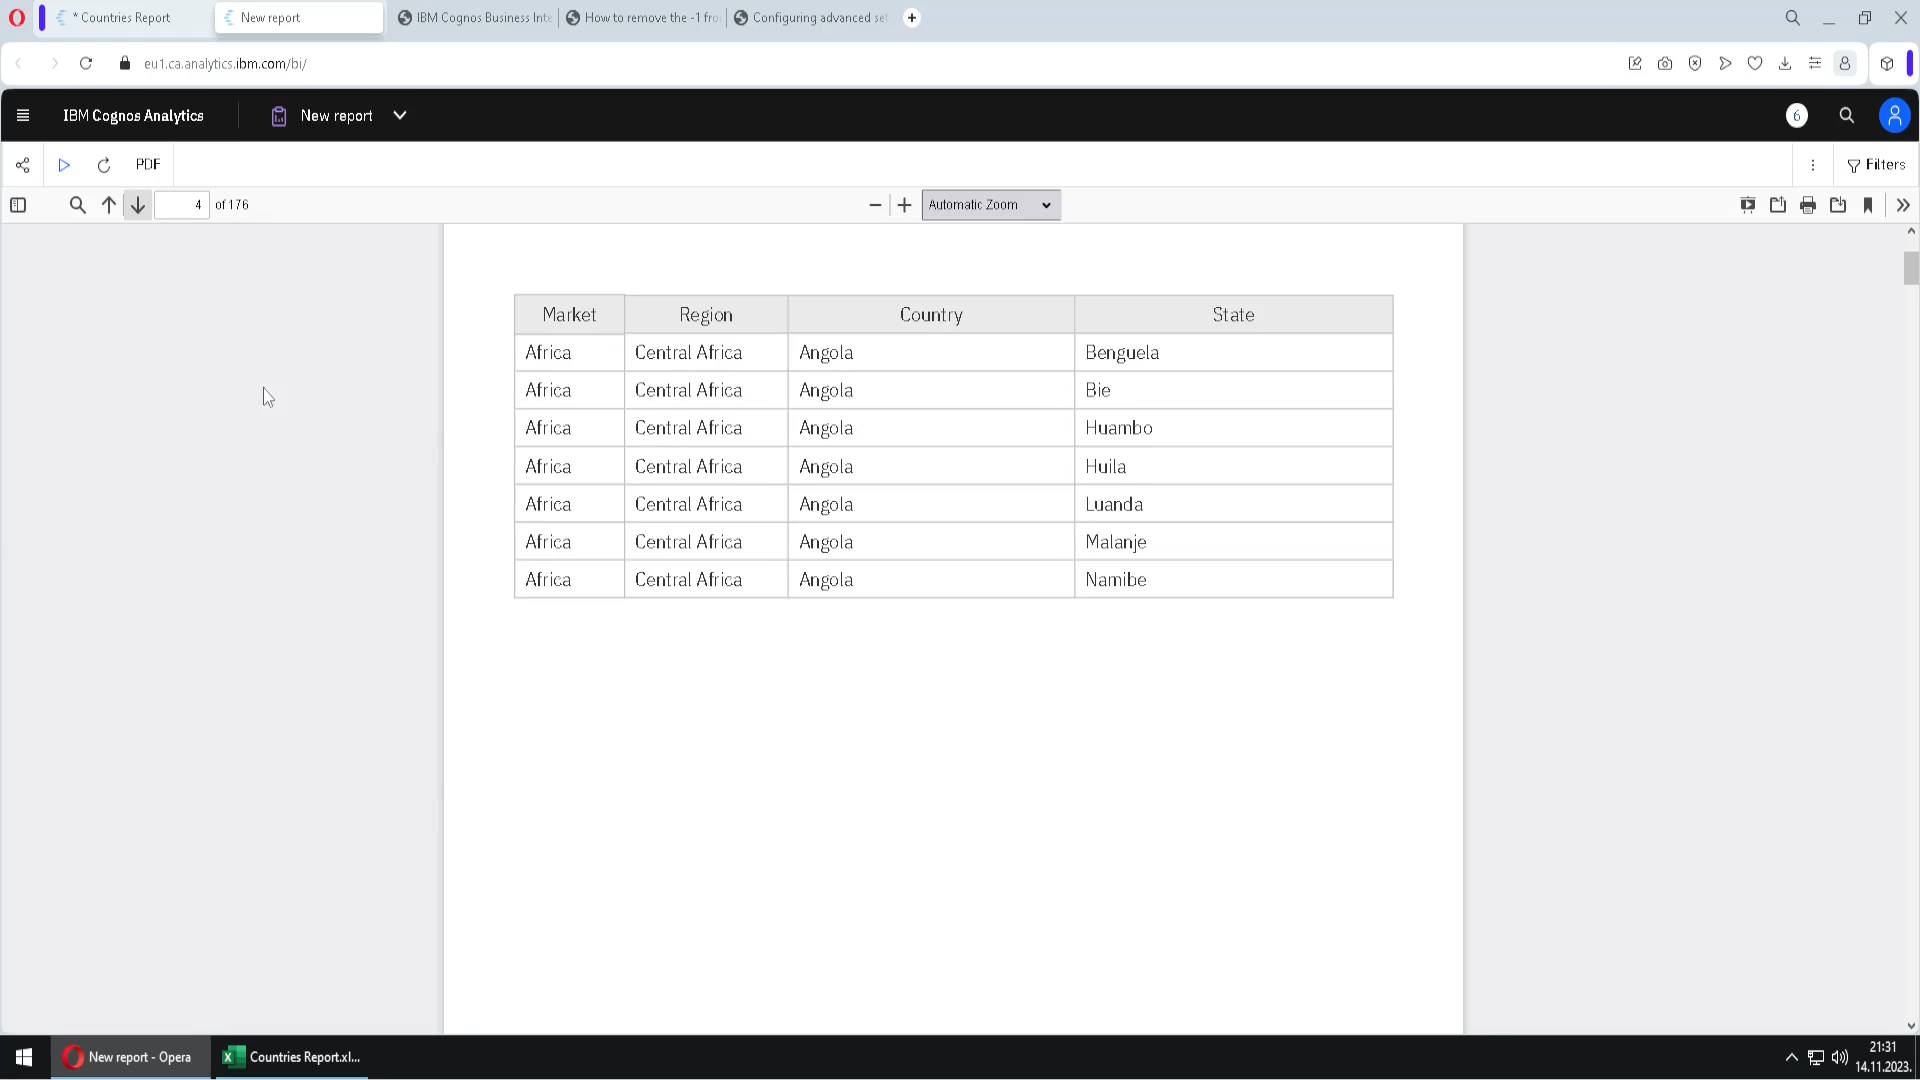 * Countries Report
New report
IBM Cognos Business Inte
How to remove the -1 fro
Configuring advanced set
eu1.ca.analytics.ibm.com/bi/
IBM Cognos Analytics
New report
6
PDF
Filters
4 of 176
Automatic Zoom
Market Region Country State
Africa Central Africa Angola Benguela
Africa Central Africa Angola Bie
Africa Central Africa Angola Huambo
Africa Central Africa Angola Huila
Africa Central Africa Angola Luanda
Africa Central Africa Angola Malanje
Africa Central Africa Angola Namibe
New report - Opera
Countries Report.xl...
21:31
14.11.2023.